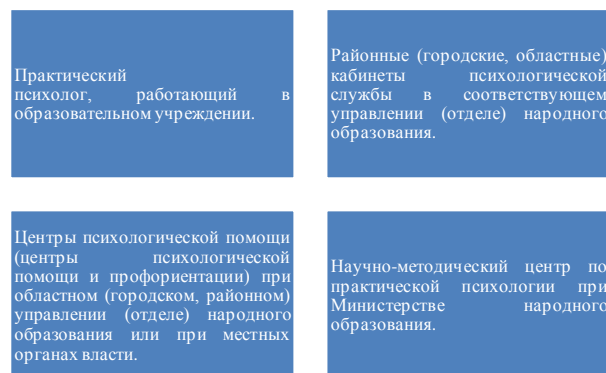 Практический
психолог, работающий в
образовательном учреждении.
Районные (городские, областные)
кабинеты психологической
службы в соответствующем
управлении (отделе) народного
образования.
Центры психологической помощи
(центры психологической
помощи и профориентации) при
областном (городском, районном)
управлении (отделе) народного
образования или при местных
органах власти.
Научно-методический центр по
практической психологии при
Министерстве народного
образования.